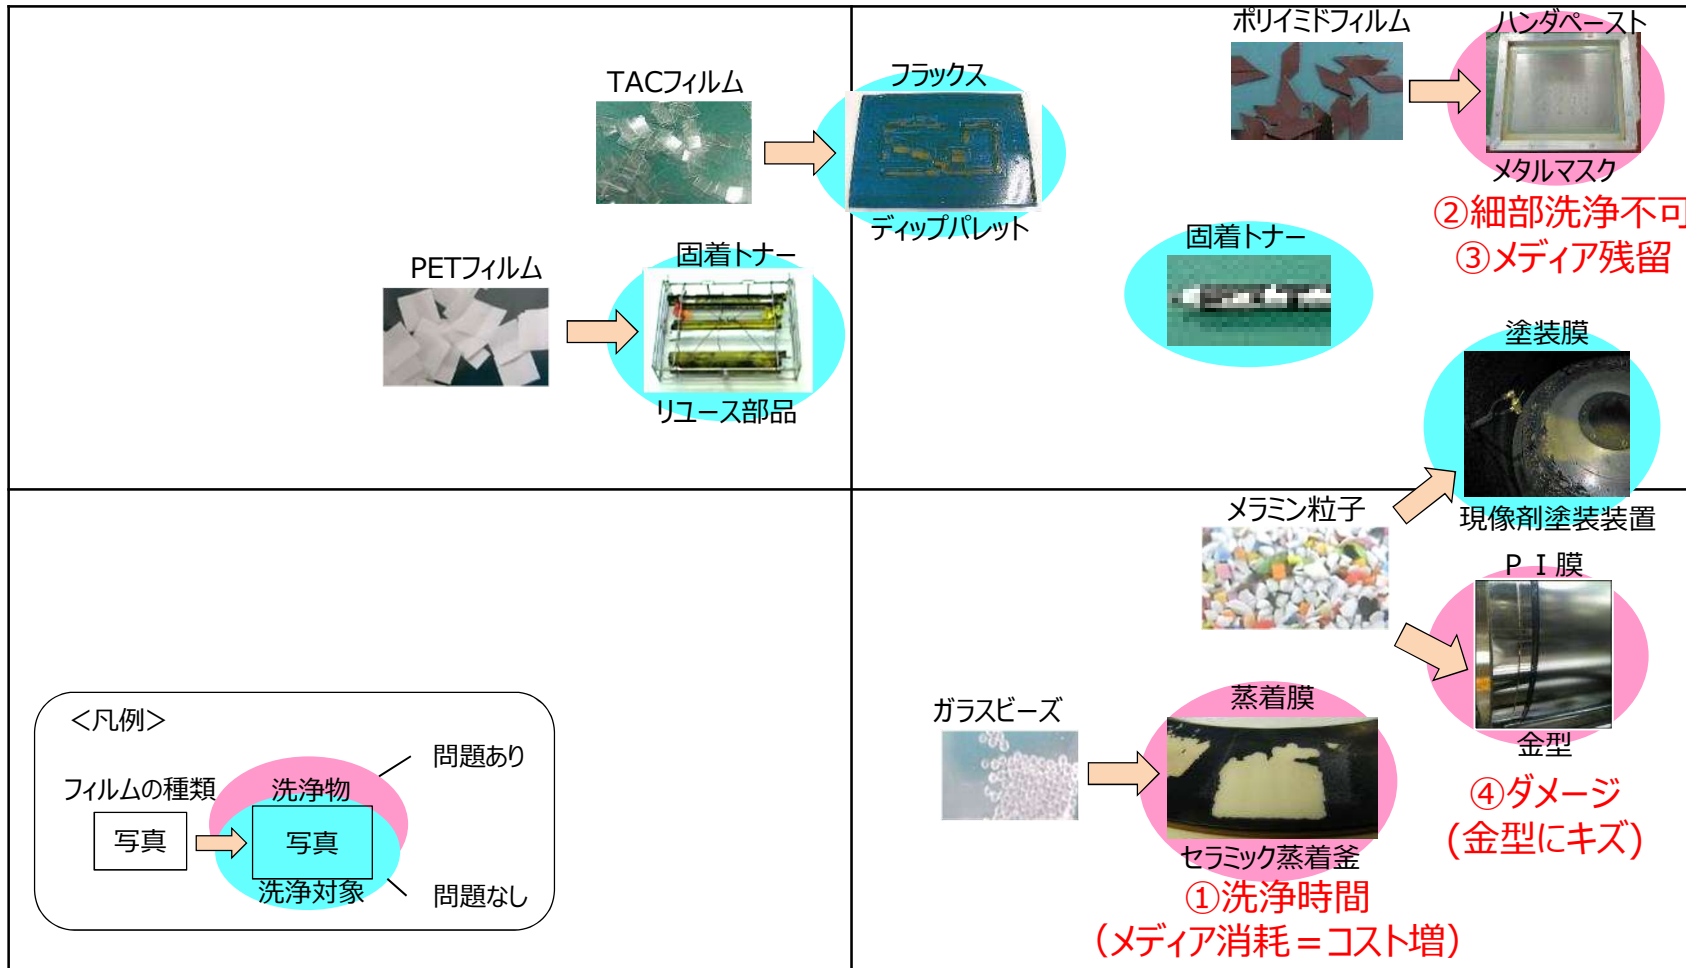 ポリイミドフィルム
ハンダペースト
メタルマスク
②細部洗浄不可
③メディア残留
TACフィルム
フラックス
ディップパレット
PETフィルム
固着トナー
リユース部品
固着トナー
塗装膜
現像剤塗装装置
メラミン粒子
ＰＩ膜
金型
④ダメージ
(金型にキズ)
ガラスビーズ
蒸着膜
セラミック蒸着釜
①洗浄時間
（メディア消耗＝コスト増）
＜凡例＞
フィルムの種類
写真
洗浄物
写真
洗浄対象
問題あり
問題なし